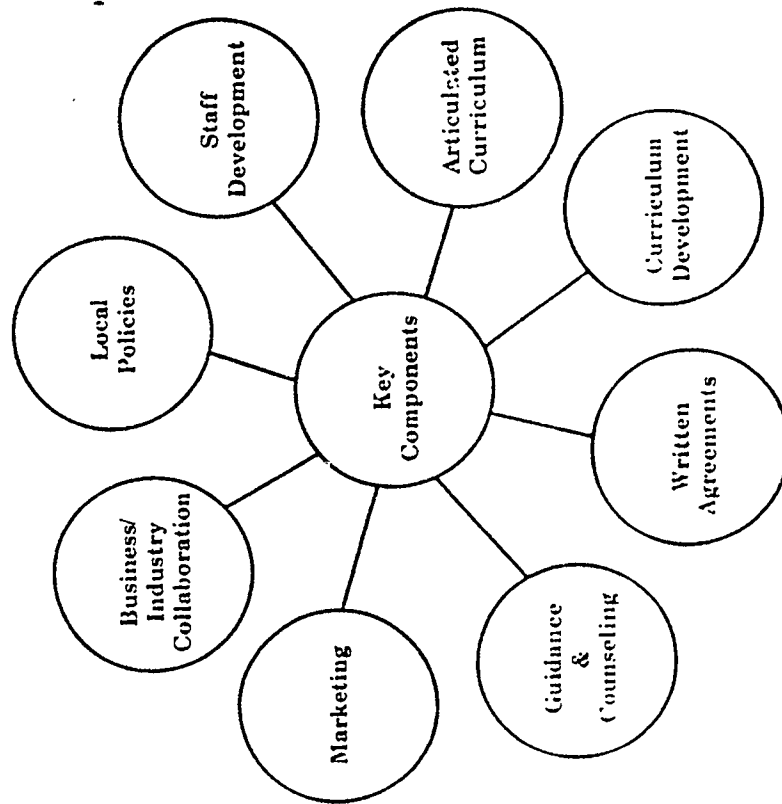 Local
Policies
Business/
Industry
Collaboration
Staff
Development
Marketing
Key
Components
Articulated
Curriculum
Guidance
&
Counseling
Curriculum
Development
Written
Agreements